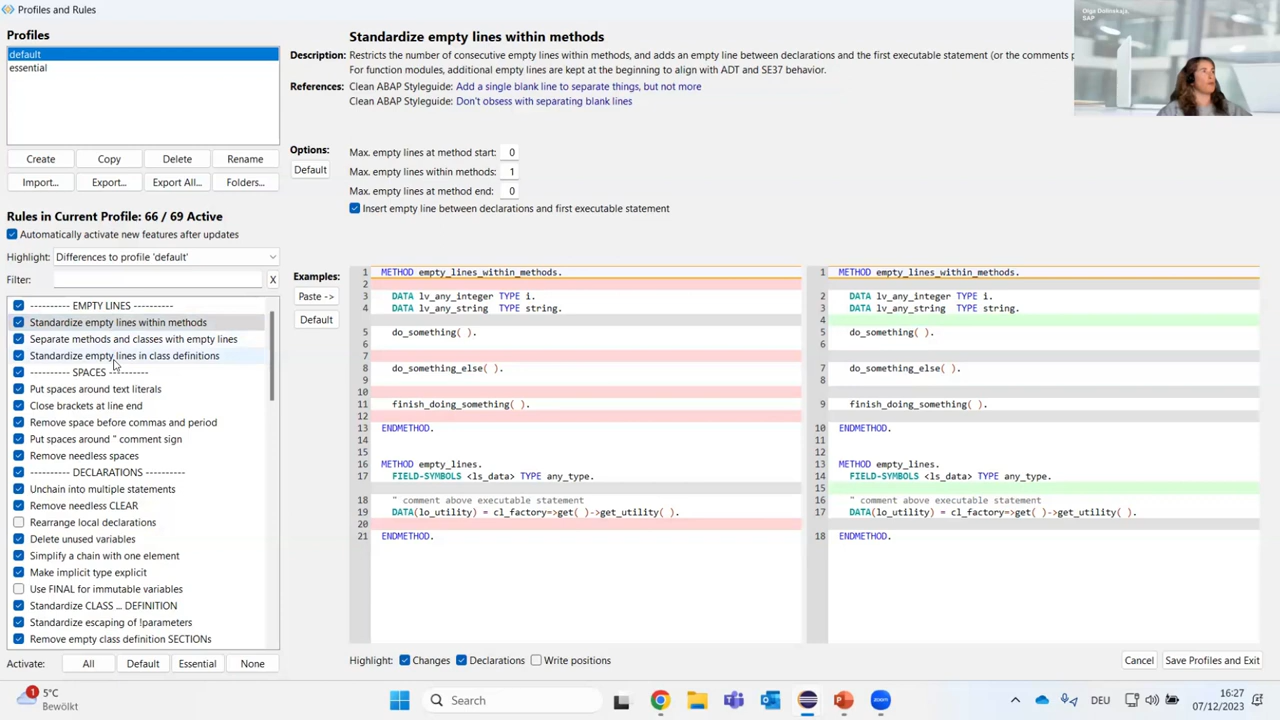 Profiles and Rules
Profiles
default
essential
Create
Copy
Delete
Rename
Import...
Export...
Export All...
Folders...
Rules in Current Profile: 66 / 69 Active
Automatically activate new features after updates
Highlight:
Differences to profile 'default'
Filter:
X
---------- EMPTY LINES ----------
Standardize empty lines within methods
Separate methods and classes with empty lines
Standardize empty lines in class definitions
---------- SPACES ----------
Put spaces around text literals
Close brackets at line end
Remove space before commas and period
Put spaces around " comment sign
Remove needless spaces
---------- DECLARATIONS ----------
Unchain into multiple statements
Remove needless CLEAR
Rearrange local declarations
Delete unused variables
Simplify a chain with one element
Make implicit type explicit
Use FINAL for immutable variables
Standardize CLASS ... DEFINITION
Standardize escaping of !parameters
Remove empty class definition SECTIONs
Activate:
All
Default
Essential
None
Standardize empty lines within methods
Description: Restricts the number of consecutive empty lines within methods, and adds an empty line between declarations and the first executable statement (or the comments p
For function modules, additional empty lines are kept at the beginning to align with ADT and SE37 behavior.
References: Clean ABAP Styleguide: Add a single blank line to separate things, but not more
Clean ABAP Styleguide: Don't obsess with separating blank lines
Options:
Default
Max. empty lines at method start: 0
Max. empty lines within methods: 1
Max. empty lines at method end: 0
Insert empty line between declarations and first executable statement
Examples:
Paste ->
Default
1 METHOD empty_lines_within_methods.
2
3 DATA lv_any_integer TYPE i.
4 DATA lv_any_string TYPE string.
5 do_something( ).
6
7
8 do_something_else( ).
9
10
11 finish_doing_something( ).
12
13 ENDMETHOD.
14
15
16 METHOD empty_lines.
17 FIELD-SYMBOLS <ls_data> TYPE any_type.
18 " comment above executable statement
19 DATA(lo_utility) = cl_factory=>get( )->get_utility( ).
20
21 ENDMETHOD.
1 METHOD empty_lines_within_methods.
2 DATA lv_any_integer TYPE i.
3 DATA lv_any_string TYPE string.
4
5 do_something( ).
6
7 do_something_else( ).
8
9 finish_doing_something( ).
10 ENDMETHOD.
11
12
13 METHOD empty_lines.
14 FIELD-SYMBOLS <ls_data> TYPE any_type.
15
16 " comment above executable statement
17 DATA(lo_utility) = cl_factory=>get( )->get_utility( ).
18 ENDMETHOD.
Highlight:
Changes
Declarations
Write positions
Cancel
Save Profiles and Exit
Olga Dolinskaja,
SAP
1
5°C
Bewölkt
Search
zoom
DEU
16:27
07/12/2023